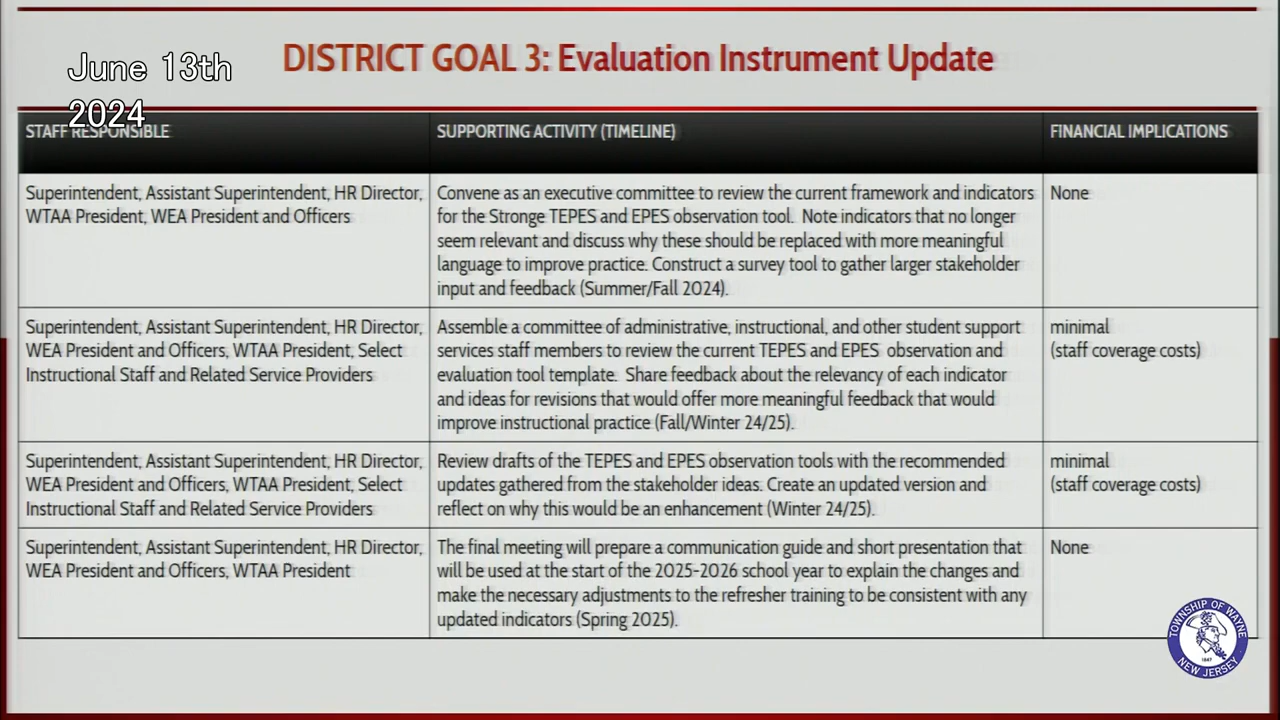 June 13th
2024
DISTRICT GOAL 3: Evaluation Instrument Update
STAFF RESPONSIBLE
SUPPORTING ACTIVITY (TIMELINE)
FINANCIAL IMPLICATIONS
Superintendent, Assistant Superintendent, HR Director,
WTAA President, WEA President and Officers
Convene as an executive committee to review the current framework and indicators
for the Stronge TEPES and EPES observation tool. Note indicators that no longer
seem relevant and discuss why these should be replaced with more meaningful
language to improve practice. Construct a survey tool to gather larger stakeholder
input and feedback (Summer/Fall 2024).
None
Superintendent, Assistant Superintendent, HR Director,
WEA President and Officers, WTAA President, Select
Instructional Staff and Related Service Providers
Assemble a committee of administrative, instructional, and other student support
services staff members to review the current TEPES and EPES observation and
evaluation tool template. Share feedback about the relevancy of each indicator
and ideas for revisions that would offer more meaningful feedback that would
improve instructional practice (Fall/Winter 24/25).
minimal
(staff coverage costs)
Superintendent, Assistant Superintendent, HR Director,
WEA President and Officers, WTAA President, Select
Instructional Staff and Related Service Providers
Review drafts of the TEPES and EPES observation tools with the recommended
updates gathered from the stakeholder ideas. Create an updated version and
reflect on why this would be an enhancement (Winter 24/25).
minimal
(staff coverage costs)
Superintendent, Assistant Superintendent, HR Director,
WEA President and Officers, WTAA President
The final meeting will prepare a communication guide and short presentation that
will be used at the start of the 2025-2026 school year to explain the changes and
make the necessary adjustments to the refresher training to be consistent with any
updated indicators (Spring 2025).
None
TOWNSHIP OF WAYNE
1847
NEW JERSEY